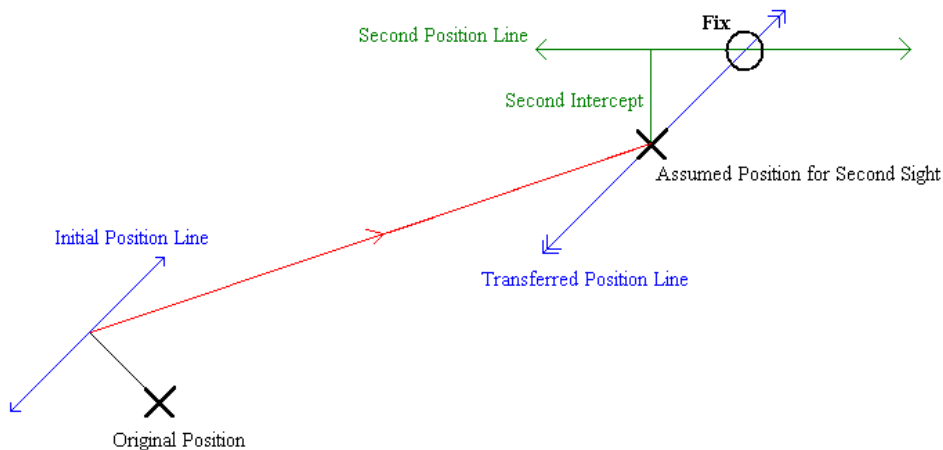 Fix
Second Position Line
Second Intercept
Assumed Position for Second Sight
Initial Position Line
Transferred Position Line
Original Position